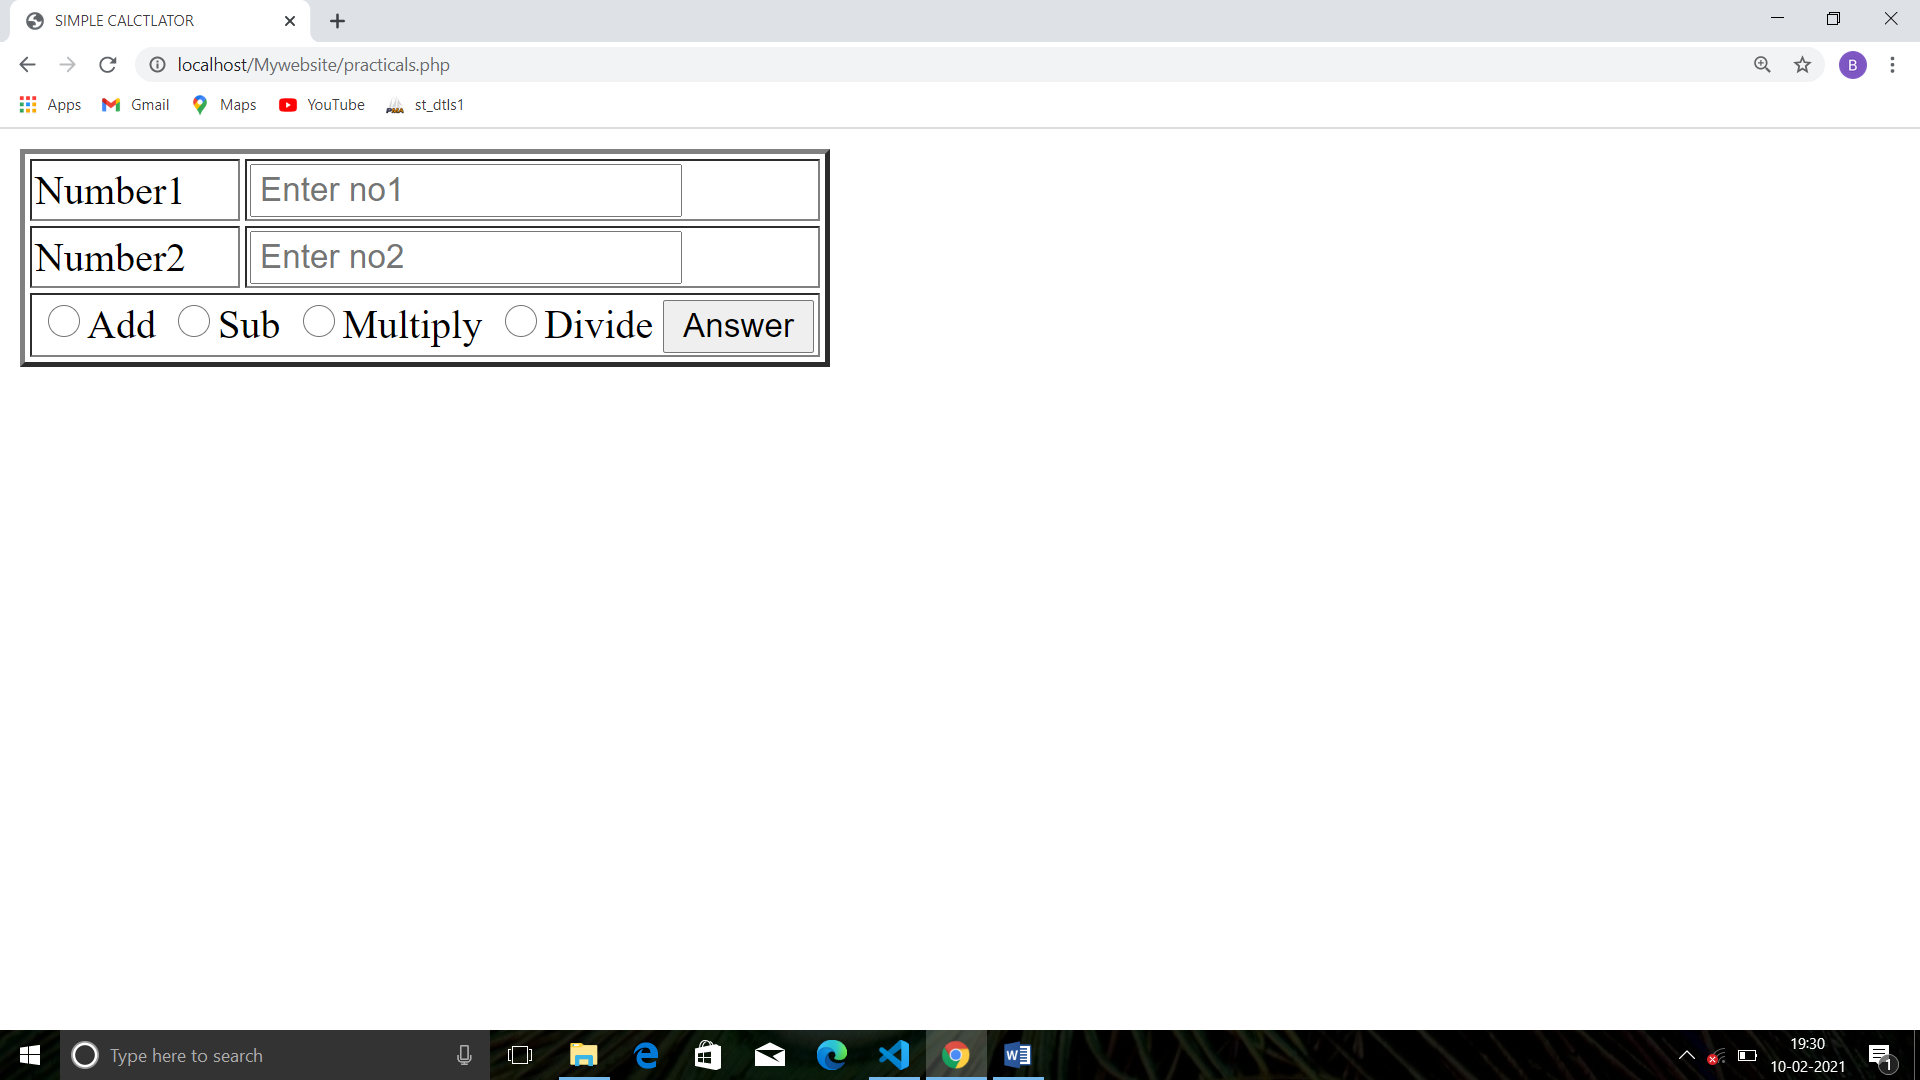 SIMPLE CALCTLATOR
localhost/Mywebsite/practicals.php
B
Apps Gmail Maps YouTube st_dtls1
Number1 Enter no1
Number2 Enter no2
Add Sub Multiply Divide Answer
Type here to search
19:30
10-02-2021
1